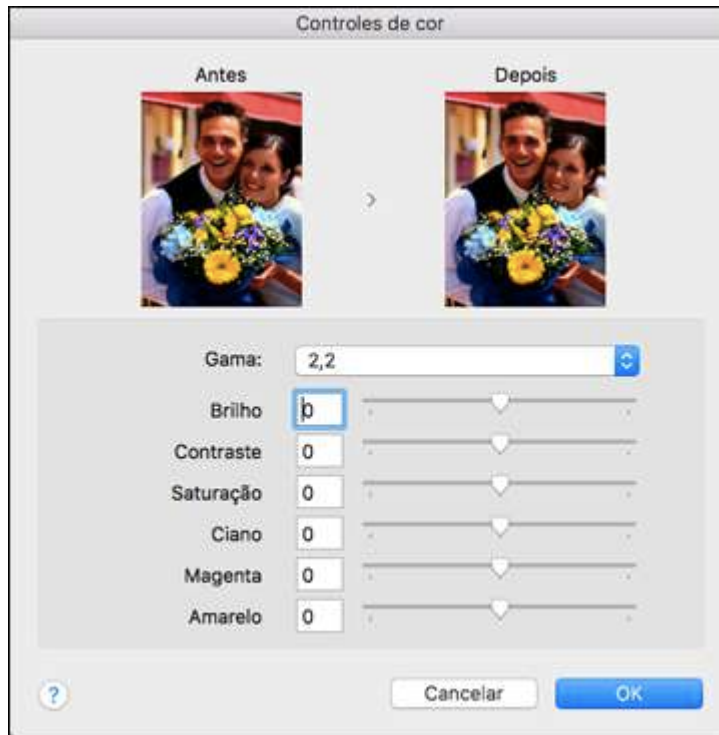 Controles de cor
Antes Depois
>
Gama: 2,2
Brilho 0
Contraste 0
Saturação 0
Ciano 0
Magenta 0
Amarelo 0
? Cancelar OK